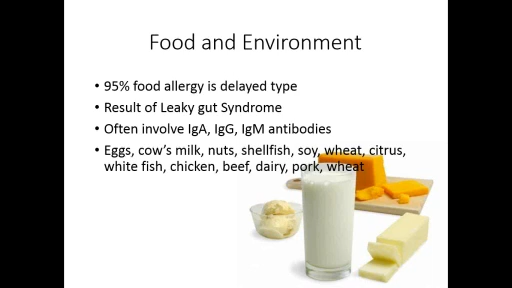 Food and Environment
• 95% food allergy is delayed type
• Result of Leaky gut Syndrome
• Often involve IgA, IgG, IgM antibodies
• Eggs, cow's milk, nuts, shellfish, soy, wheat, citrus,
white fish, chicken, beef, dairy, pork, wheat